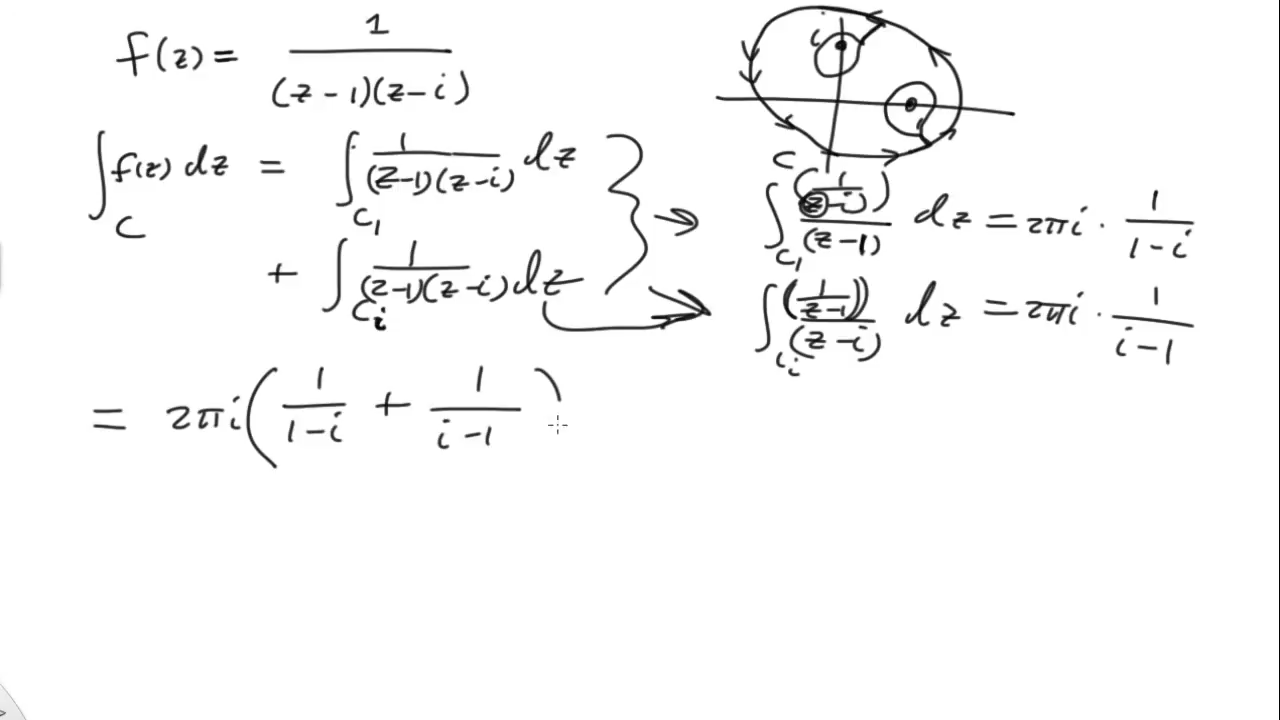 f(z) = 1 / (z-1)(z-i)
i
C
∫_C f(z) dz = ∫_{C_1} 1/((z-1)(z-i)) dz
+ ∫_{C_i} 1/((z-1)(z-i)) dz
∫_{C_1} (1/(z-i))/(z-1) dz = 2πi · 1/(1-i)
∫_{C_i} (1/(z-1))/(z-i) dz = 2πi · 1/(i-1)
= 2πi(1/(1-i) + 1/(i-1))